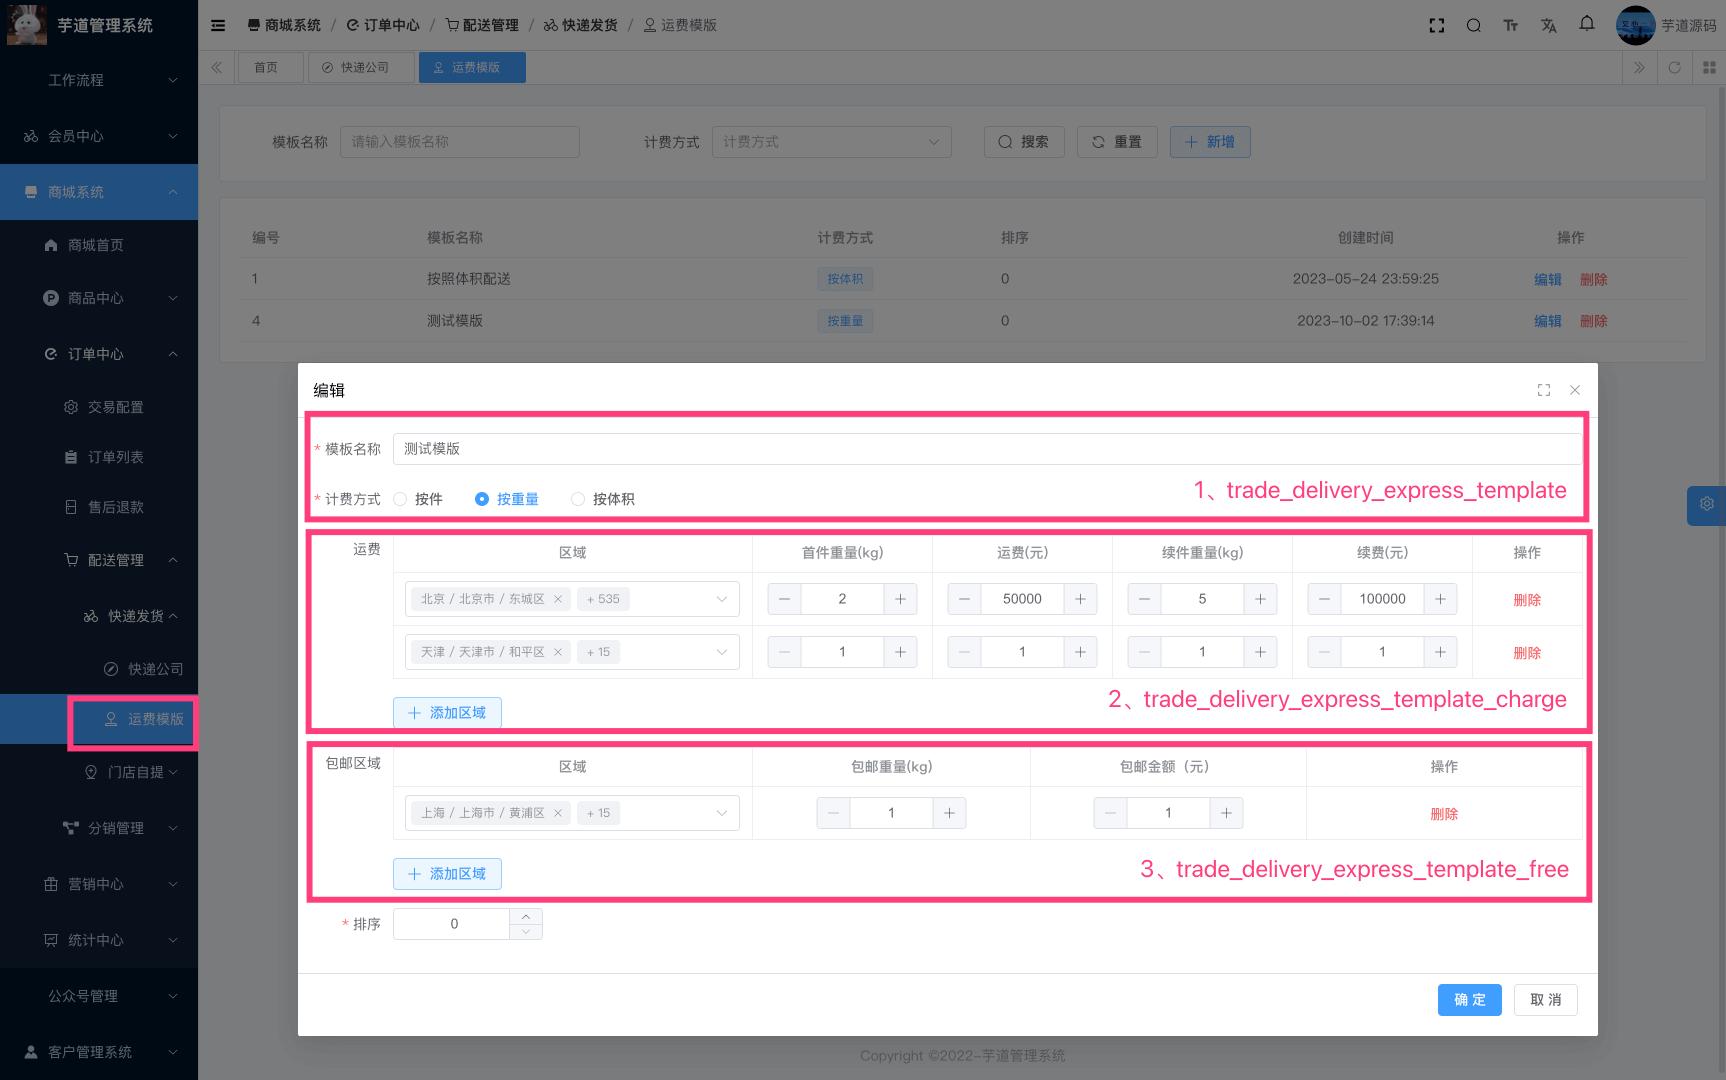 芋道管理系统
商城系统 / 订单中心 / 配送管理 / 快递发货 / 运费模版
芋道源码
首页 快递公司 运费模版
工作流程
会员中心
商城系统
商城首页
商品中心
订单中心
交易配置
订单列表
售后退款
配送管理
快递发货
快递公司
运费模版
门店自提
分销管理
营销中心
统计中心
公众号管理
客户管理系统
模板名称 请输入模板名称 计费方式 计费方式 搜索 重置 新增
编号 模板名称 计费方式 排序 创建时间 操作
1 按照体积配送 按体积 0 2023-05-24 23:59:25 编辑 删除
4 测试模版 按重量 0 2023-10-02 17:39:14 编辑 删除
编辑
* 模板名称 测试模版
* 计费方式 按件 按重量 按体积
1、trade_delivery_express_template
运费 区域 首件重量(kg) 运费(元) 续件重量(kg) 续费(元) 操作
北京 / 北京市 / 东城区 + 535 2 50000 5 100000 删除
天津 / 天津市 / 和平区 + 15 1 1 1 1 删除
2、trade_delivery_express_template_charge
添加区域
包邮区域 区域 包邮重量(kg) 包邮金额（元） 操作
上海 / 上海市 / 黄浦区 + 15 1 1 删除
添加区域
3、trade_delivery_express_template_free
* 排序 0
确 定 取 消
Copyright ©2022-芋道管理系统